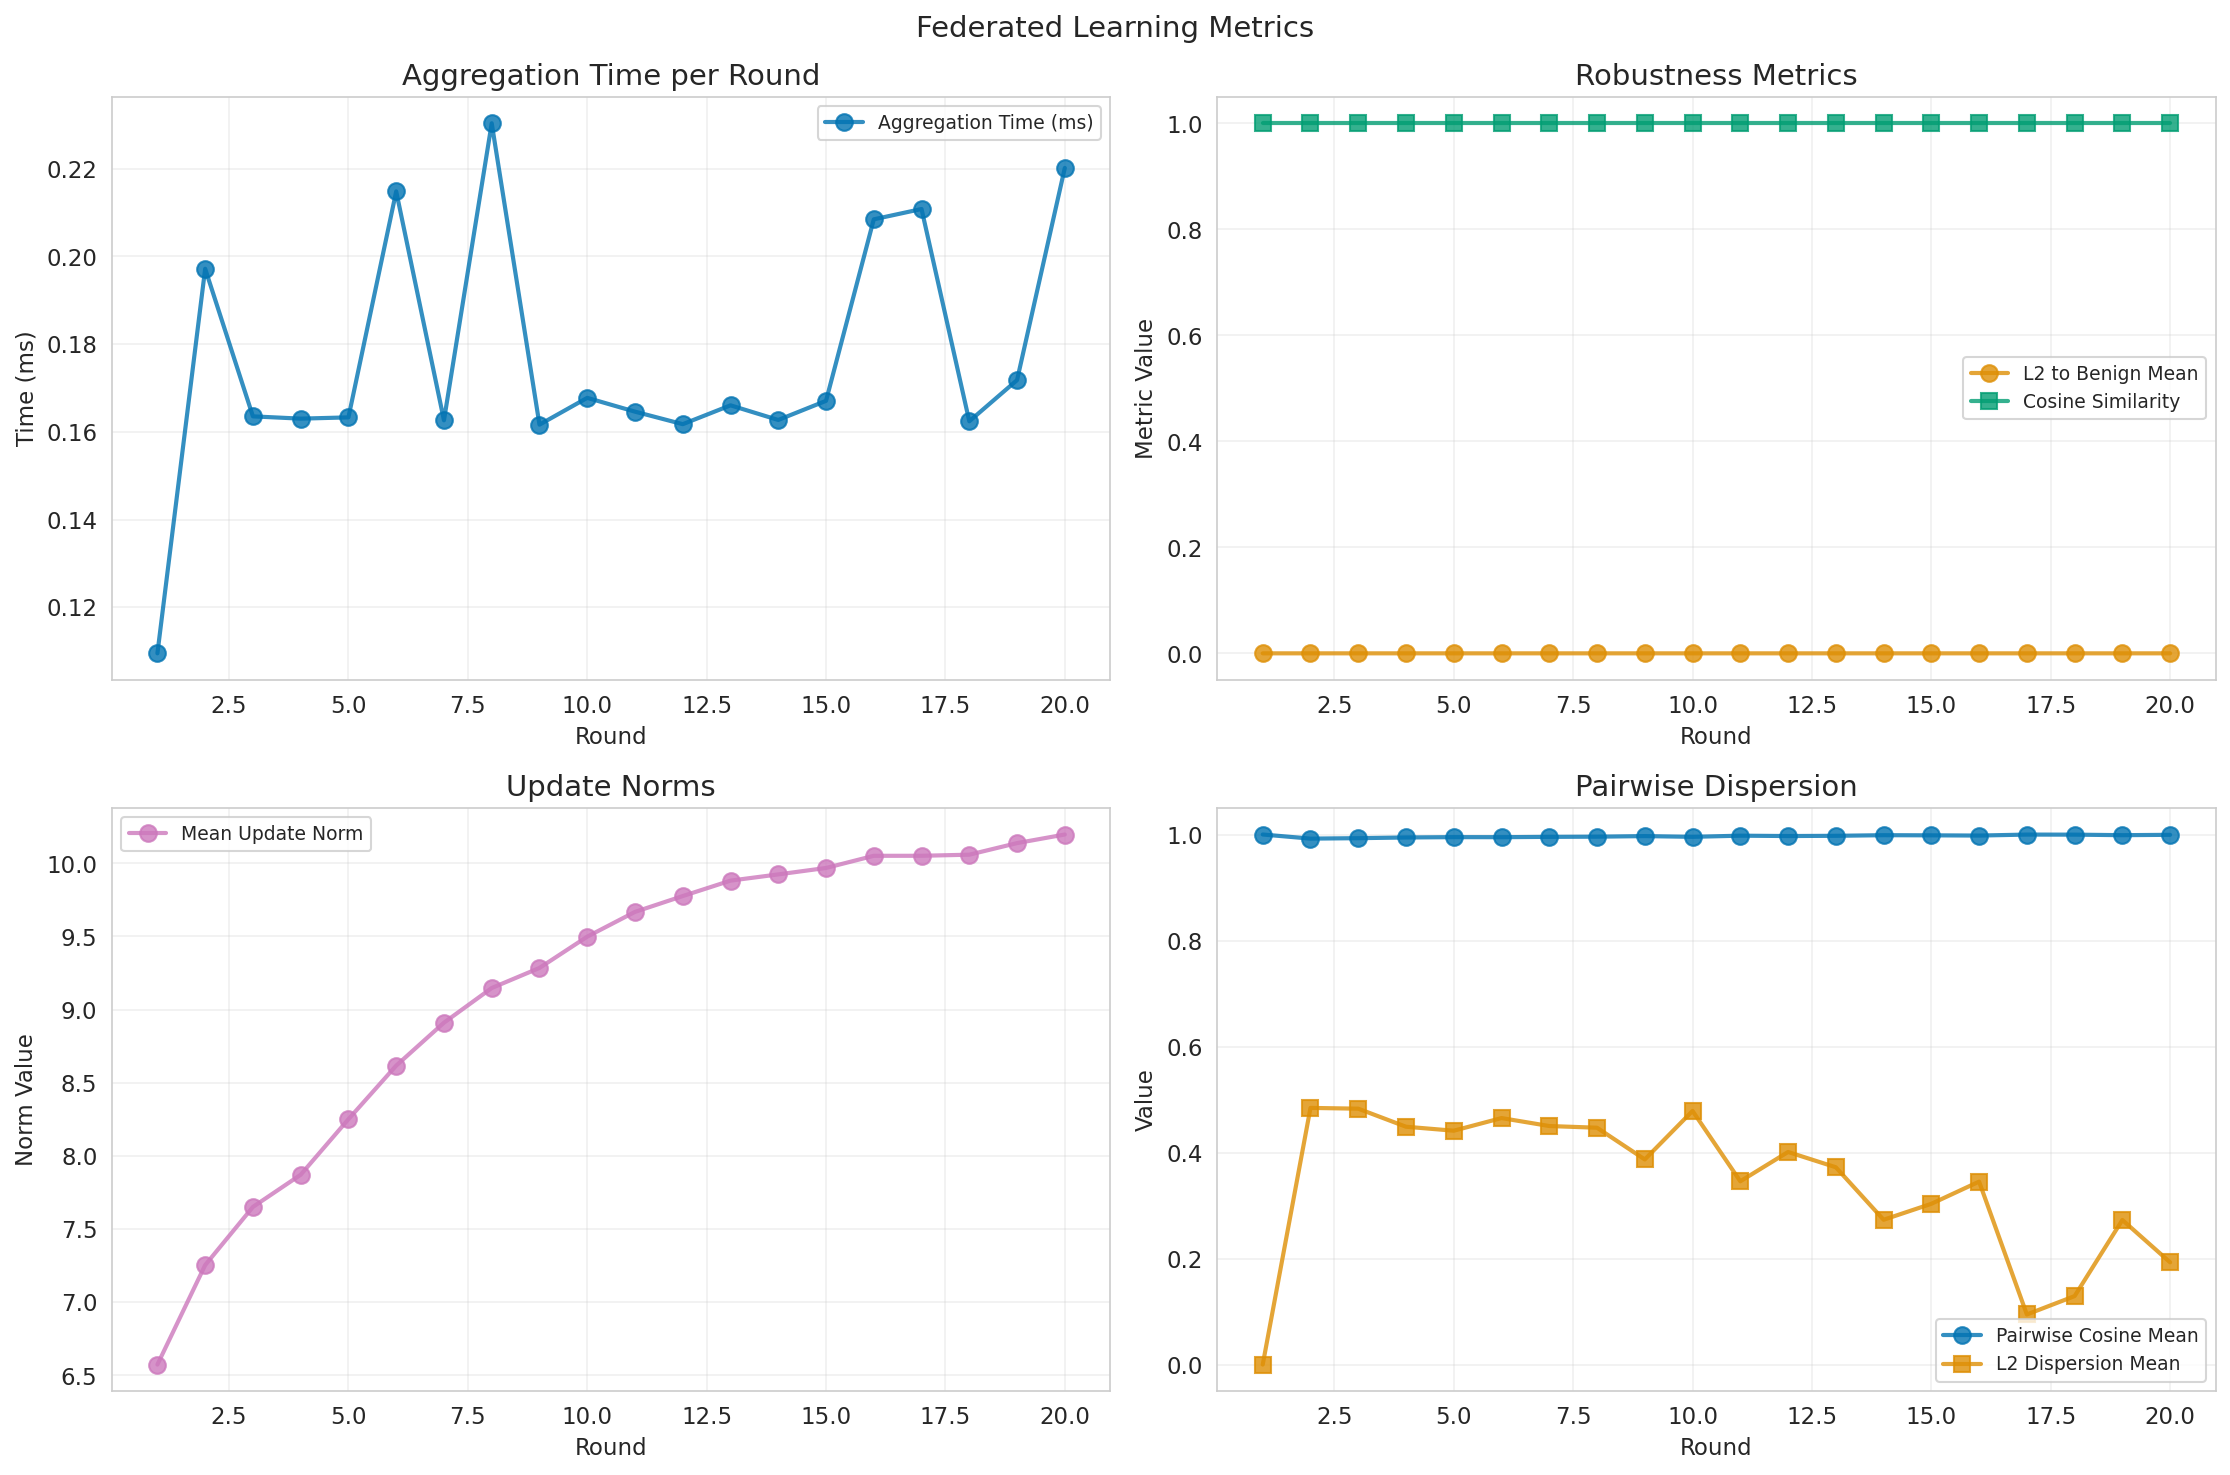 Federated Learning Metrics
Aggregation Time per Round
Aggregation Time (ms)
Time (ms)
0.22
0.20
0.18
0.16
0.14
0.12
2.5 5.0 7.5 10.0 12.5 15.0 17.5 20.0
Round
Robustness Metrics
Metric Value
1.0
0.8
0.6
0.4
0.2
0.0
L2 to Benign Mean
Cosine Similarity
2.5 5.0 7.5 10.0 12.5 15.0 17.5 20.0
Round
Update Norms
Mean Update Norm
Norm Value
10.0
9.5
9.0
8.5
8.0
7.5
7.0
6.5
2.5 5.0 7.5 10.0 12.5 15.0 17.5 20.0
Round
Pairwise Dispersion
Value
1.0
0.8
0.6
0.4
0.2
0.0
Pairwise Cosine Mean
L2 Dispersion Mean
2.5 5.0 7.5 10.0 12.5 15.0 17.5 20.0
Round